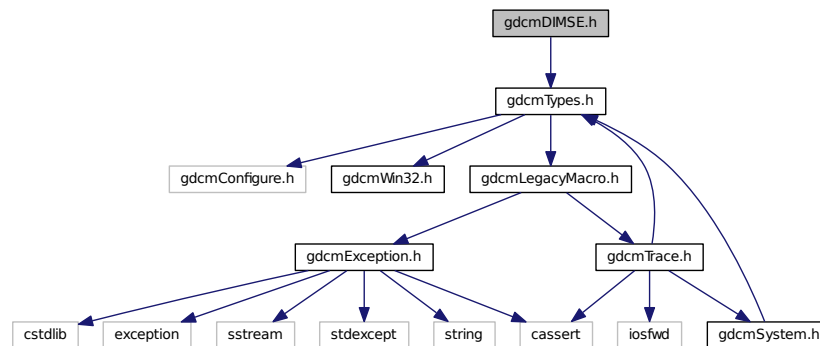 gdcmDIMSE.h
gdcmTypes.h
gdcmConfigure.h
gdcmWin32.h
gdcmLegacyMacro.h
gdcmException.h
gdcmTrace.h
cstdlib
exception
sstream
stdexcept
string
cassert
iosfwd
gdcmSystem.h